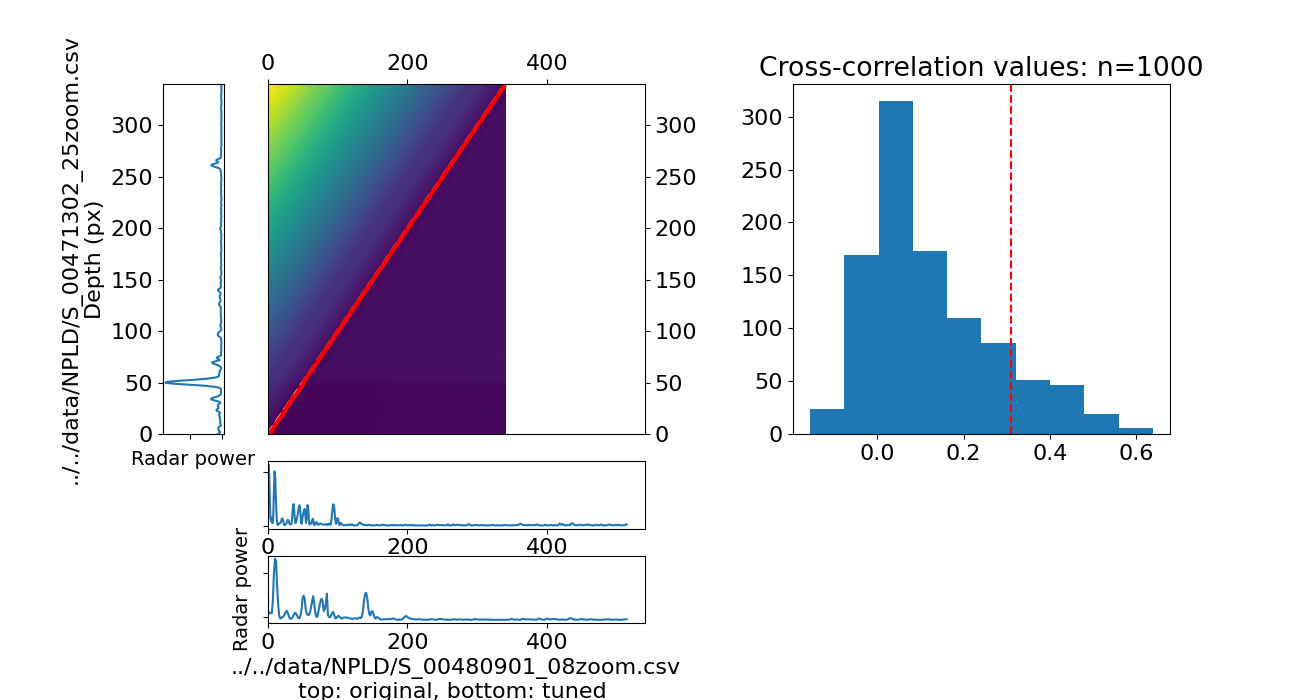 ../../data/NPLD/S_00471302_25zoom.csv
Depth (px)
0 50 100 150 200 250 300
Radar power
0 200 400
0 50 100 150 200 250 300
Cross-correlation values: n=1000
0 50 100 150 200 250 300
0.0 0.2 0.4 0.6
0 200 400
Radar power
0 200 400
../../data/NPLD/S_00480901_08zoom.csv
top: original, bottom: tuned